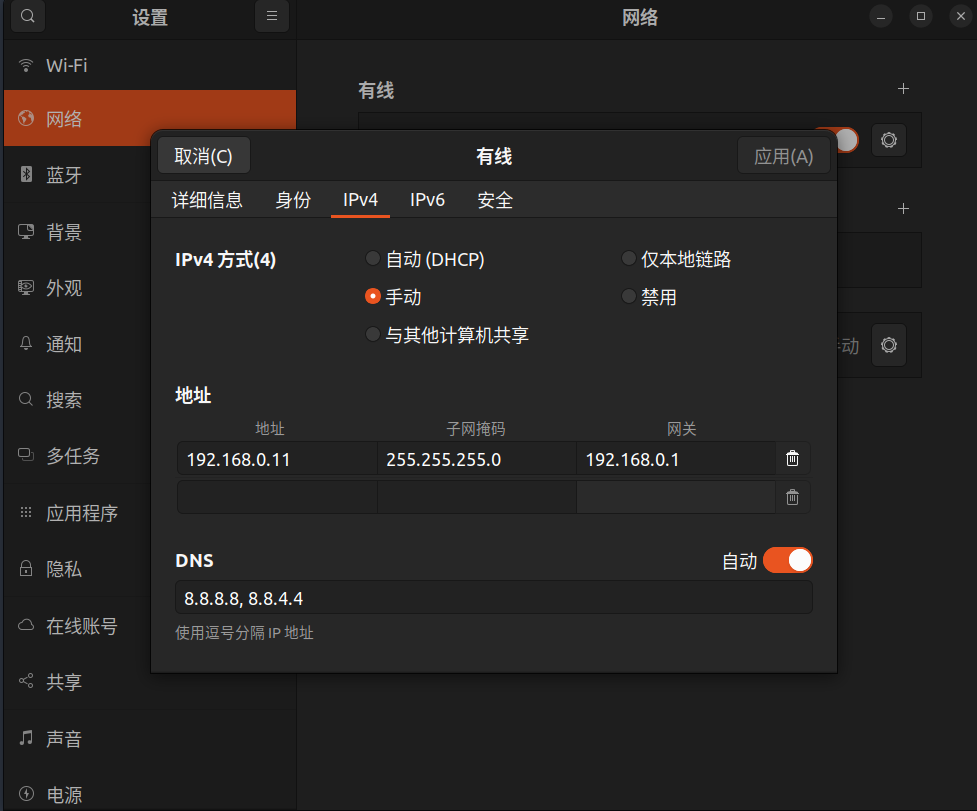 设置
网络
Wi-Fi
网络
蓝牙
背景
外观
通知
搜索
多任务
应用程序
隐私
在线账号
共享
声音
电源
有线
取消(C)
有线
应用(A)
详细信息
身份
IPv4
IPv6
安全
IPv4 方式(4)
自动 (DHCP)
仅本地链路
手动
禁用
与其他计算机共享
地址
地址
子网掩码
网关
192.168.0.11
255.255.255.0
192.168.0.1
DNS
自动
8.8.8.8, 8.8.4.4
使用逗号分隔 IP 地址
动